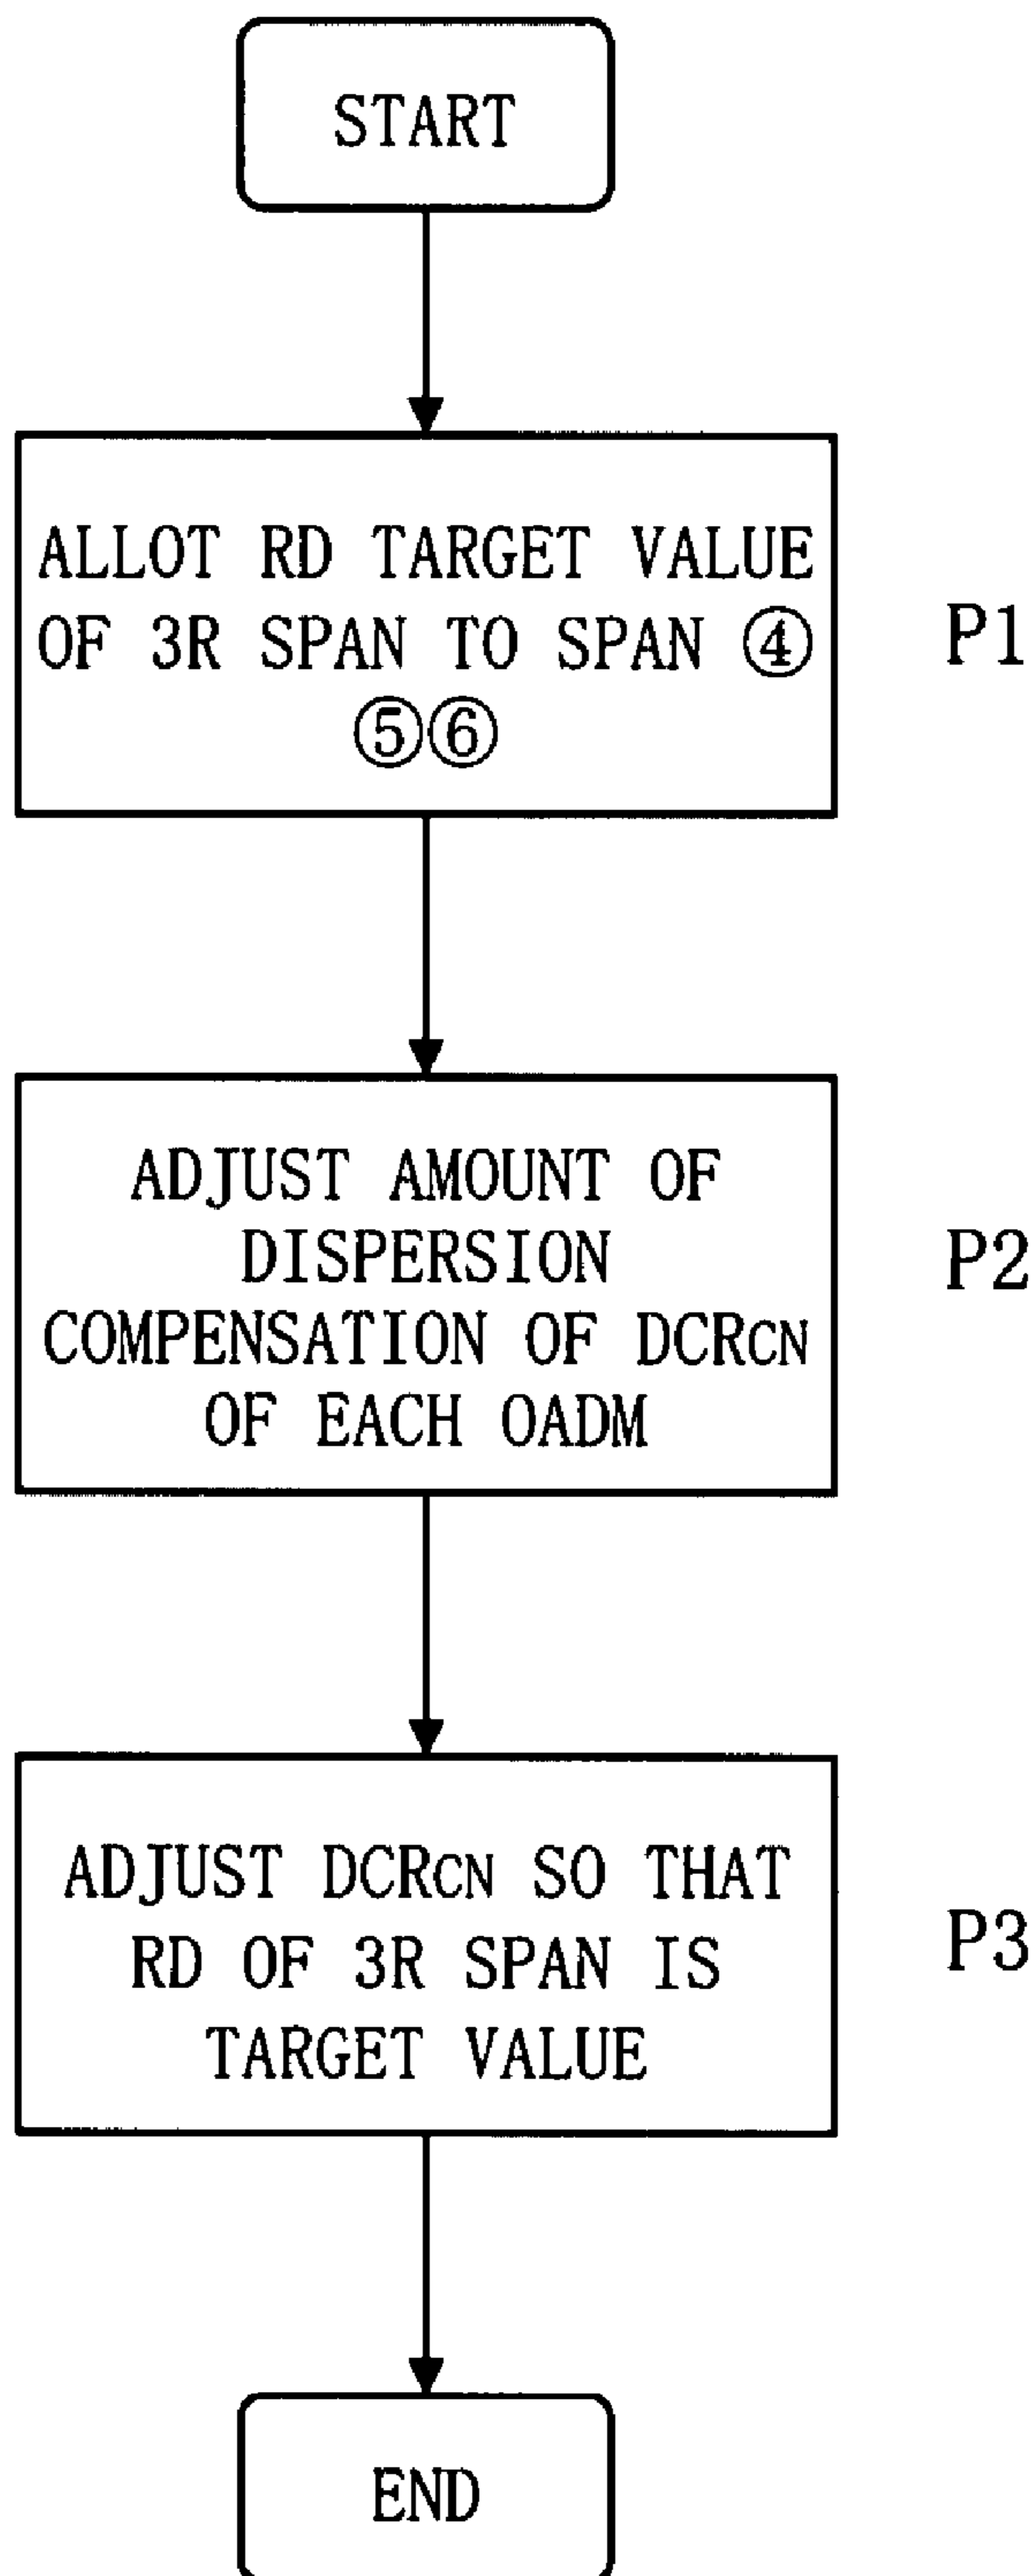 START
ALLOT RD TARGET VALUE
OF 3R SPAN TO SPAN ④
⑤⑥
P1
ADJUST AMOUNT OF
DISPERSION
COMPENSATION OF DCRCN
OF EACH OADM
P2
ADJUST DCRCN SO THAT
RD OF 3R SPAN IS
TARGET VALUE
P3
END